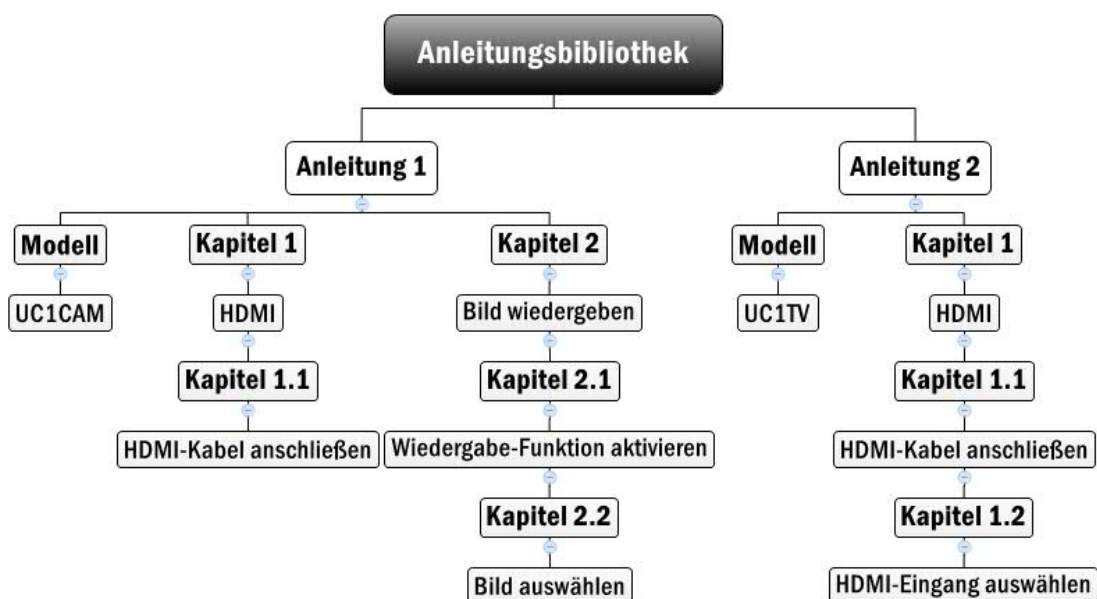 Anleitungsbibliothek
Anleitung 1
Anleitung 2
Modell
Kapitel 1
Kapitel 2
Modell
Kapitel 1
UC1CAM
HDMI
Bild wiedergeben
UC1TV
HDMI
Kapitel 1.1
Kapitel 2.1
Kapitel 1.1
HDMI-Kabel anschließen
Wiedergabe-Funktion aktivieren
HDMI-Kabel anschließen
Kapitel 2.2
Kapitel 1.2
Bild auswählen
HDMI-Eingang auswählen